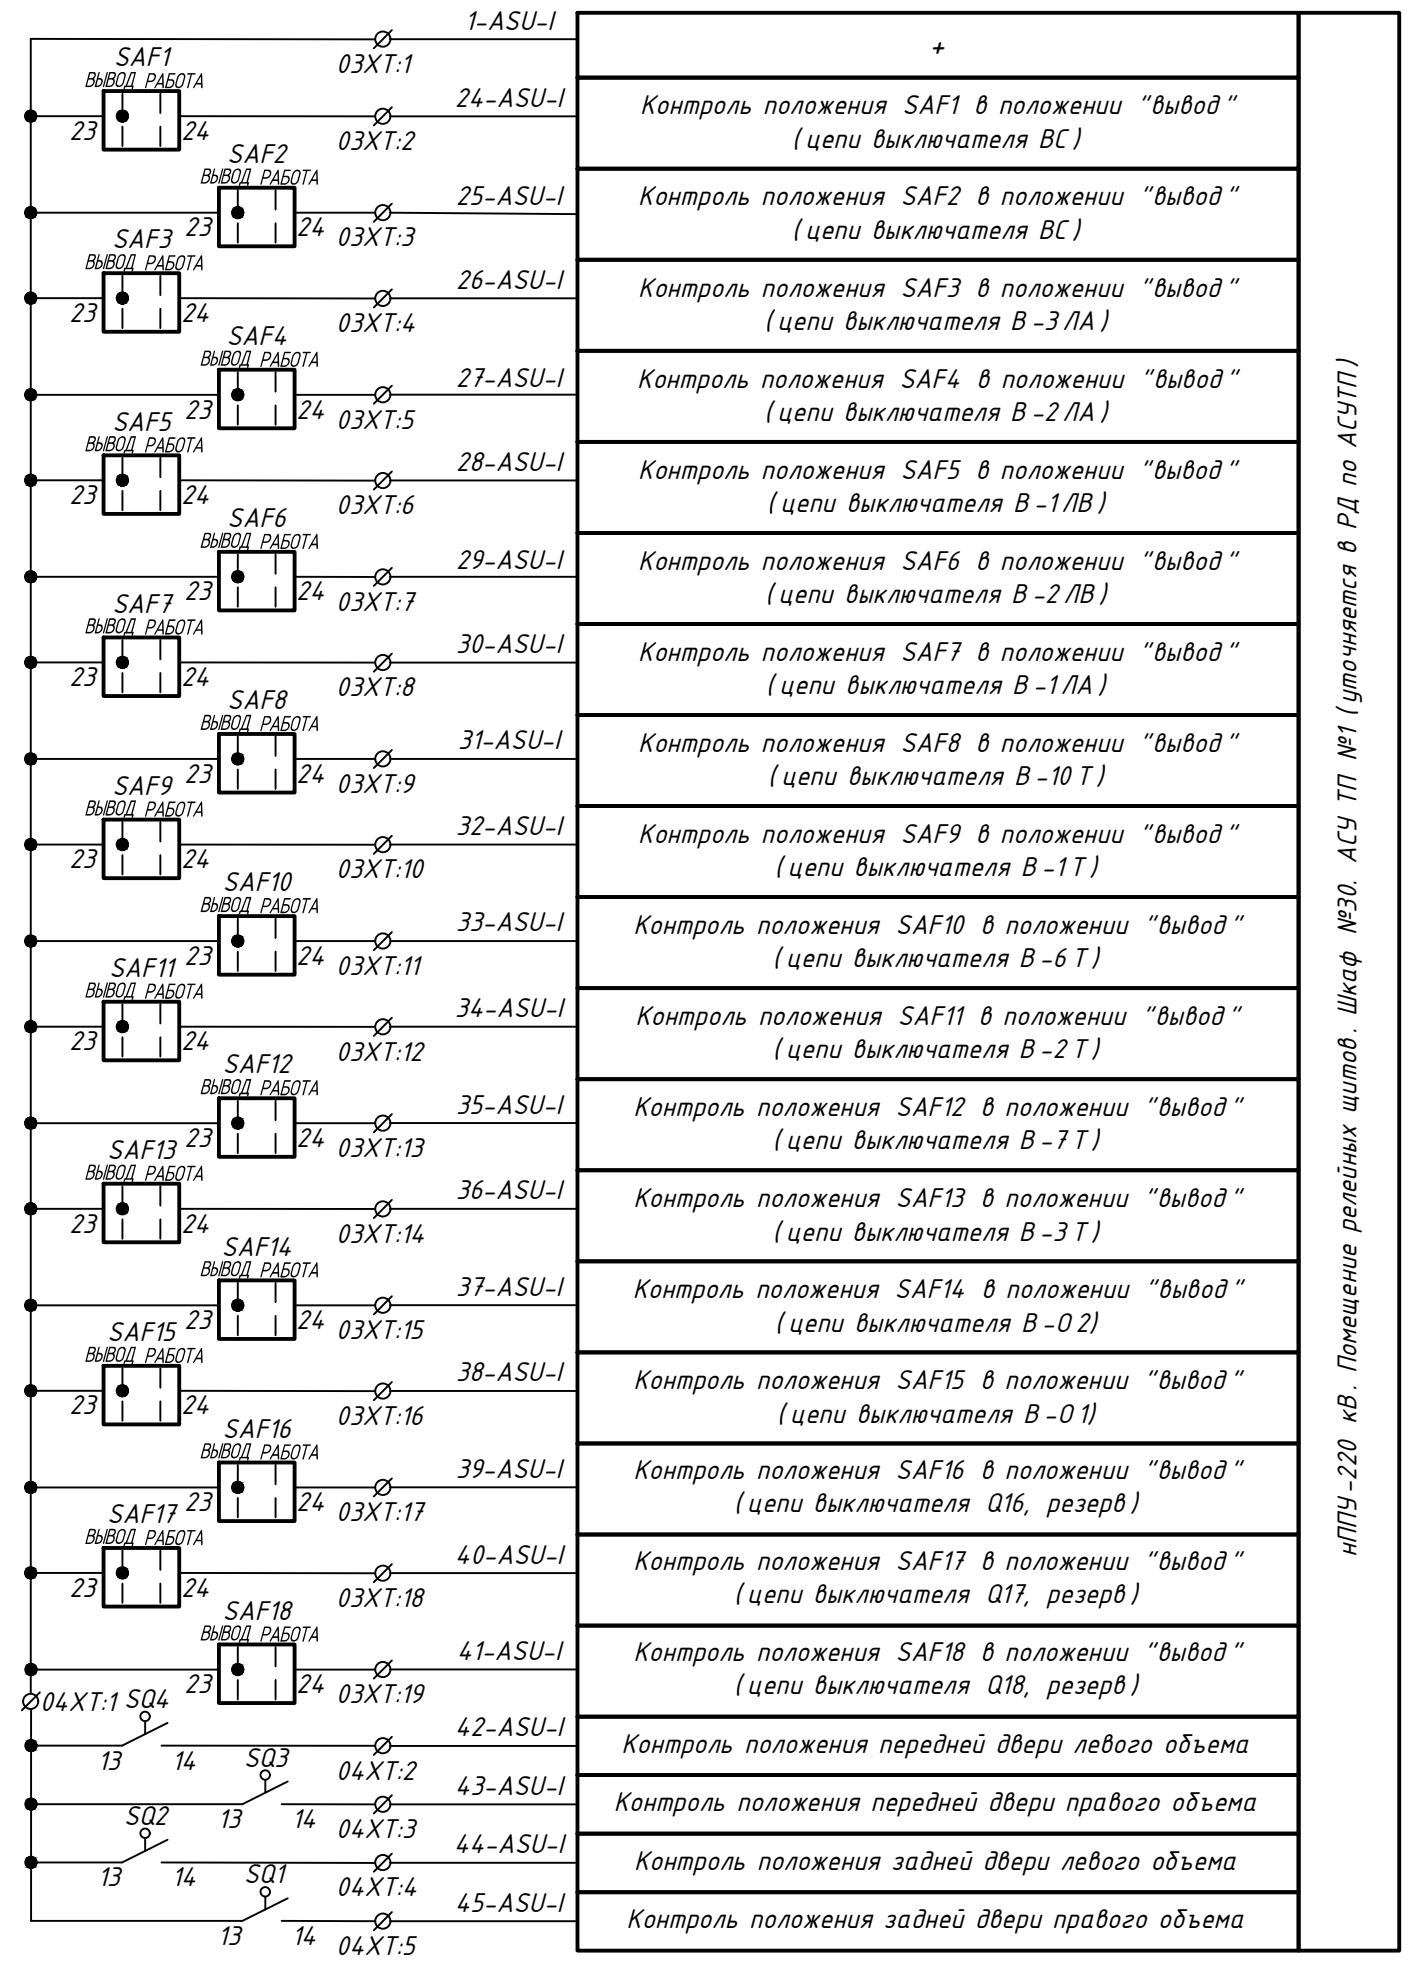 1-ASU-I
03XT:1
+
SAF1
ВЫВОД РАБОТА
23 24
24-ASU-I
03XT:2
Контроль положения SAF1 в положении "вывод"
(цепи выключателя ВС)
SAF2
ВЫВОД РАБОТА
23 24
25-ASU-I
03XT:3
Контроль положения SAF2 в положении "вывод"
(цепи выключателя ВС)
SAF3
ВЫВОД РАБОТА
23 24
26-ASU-I
03XT:4
Контроль положения SAF3 в положении "вывод"
(цепи выключателя В-3ЛА)
SAF4
ВЫВОД РАБОТА
23 24
27-ASU-I
03XT:5
Контроль положения SAF4 в положении "вывод"
(цепи выключателя В-2ЛА)
SAF5
ВЫВОД РАБОТА
23 24
28-ASU-I
03XT:6
Контроль положения SAF5 в положении "вывод"
(цепи выключателя В-1ЛВ)
SAF6
ВЫВОД РАБОТА
23 24
29-ASU-I
03XT:7
Контроль положения SAF6 в положении "вывод"
(цепи выключателя В-2ЛВ)
SAF7
ВЫВОД РАБОТА
23 24
30-ASU-I
03XT:8
Контроль положения SAF7 в положении "вывод"
(цепи выключателя В-1ЛА)
SAF8
ВЫВОД РАБОТА
23 24
31-ASU-I
03XT:9
Контроль положения SAF8 в положении "вывод"
(цепи выключателя В-10Т)
SAF9
ВЫВОД РАБОТА
23 24
32-ASU-I
03XT:10
Контроль положения SAF9 в положении "вывод"
(цепи выключателя В-1Т)
SAF10
ВЫВОД РАБОТА
23 24
33-ASU-I
03XT:11
Контроль положения SAF10 в положении "вывод"
(цепи выключателя В-6Т)
SAF11
ВЫВОД РАБОТА
23 24
34-ASU-I
03XT:12
Контроль положения SAF11 в положении "вывод"
(цепи выключателя В-2Т)
SAF12
ВЫВОД РАБОТА
23 24
35-ASU-I
03XT:13
Контроль положения SAF12 в положении "вывод"
(цепи выключателя В-7Т)
SAF13
ВЫВОД РАБОТА
23 24
36-ASU-I
03XT:14
Контроль положения SAF13 в положении "вывод"
(цепи выключателя В-3Т)
SAF14
ВЫВОД РАБОТА
23 24
37-ASU-I
03XT:15
Контроль положения SAF14 в положении "вывод"
(цепи выключателя В-О2)
SAF15
ВЫВОД РАБОТА
23 24
38-ASU-I
03XT:16
Контроль положения SAF15 в положении "вывод"
(цепи выключателя В-О1)
SAF16
ВЫВОД РАБОТА
23 24
39-ASU-I
03XT:17
Контроль положения SAF16 в положении "вывод"
(цепи выключателя Q16, резерв)
SAF17
ВЫВОД РАБОТА
23 24
40-ASU-I
03XT:18
Контроль положения SAF17 в положении "вывод"
(цепи выключателя Q17, резерв)
SAF18
ВЫВОД РАБОТА
23 24
41-ASU-I
03XT:19
Контроль положения SAF18 в положении "вывод"
(цепи выключателя Q18, резерв)
04XT:1
SQ4
13 14
42-ASU-I
04XT:2
Контроль положения передней двери левого объема
SQ3
13 14
43-ASU-I
04XT:3
Контроль положения передней двери правого объема
SQ2
13 14
44-ASU-I
04XT:4
Контроль положения задней двери левого объема
SQ1
13 14
45-ASU-I
04XT:5
Контроль положения задней двери правого объема
нППУ-220 кВ. Помещение релейных щитов. Шкаф №30. АСУ ТП №1 (уточняется в РД по АСУТП)